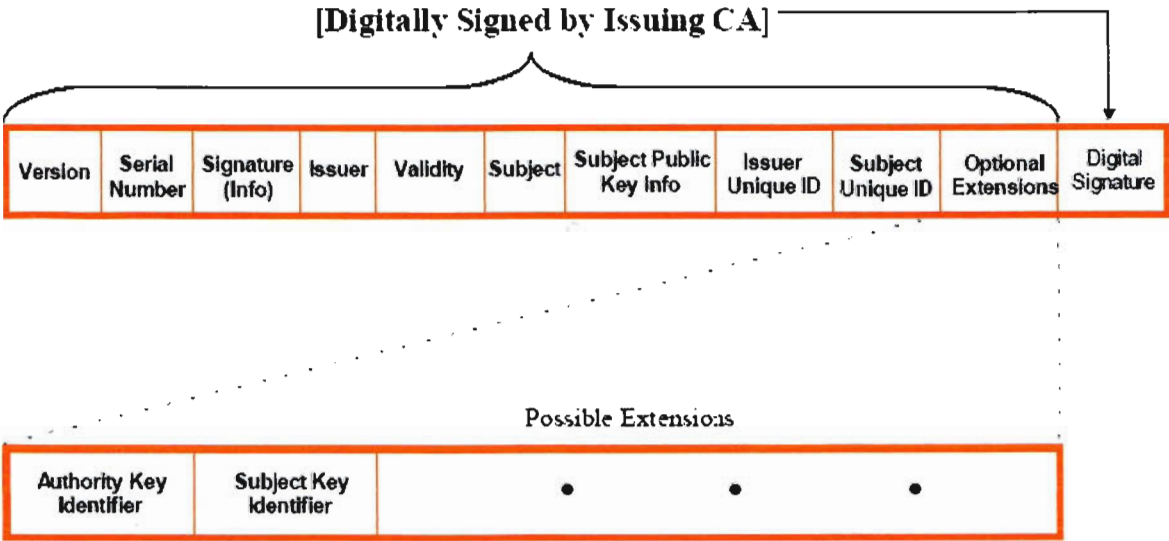 [Digitally Signed by Issuing CA]
Version
Serial
Number
Signature
(Info)
Issuer
Validity
Subject
Subject Public
Key Info
Issuer
Unique ID
Subject
Unique ID
Optional
Extensions
Digital
Signature
Possible Extensions
Authority Key
Identifier
Subject Key
Identifier